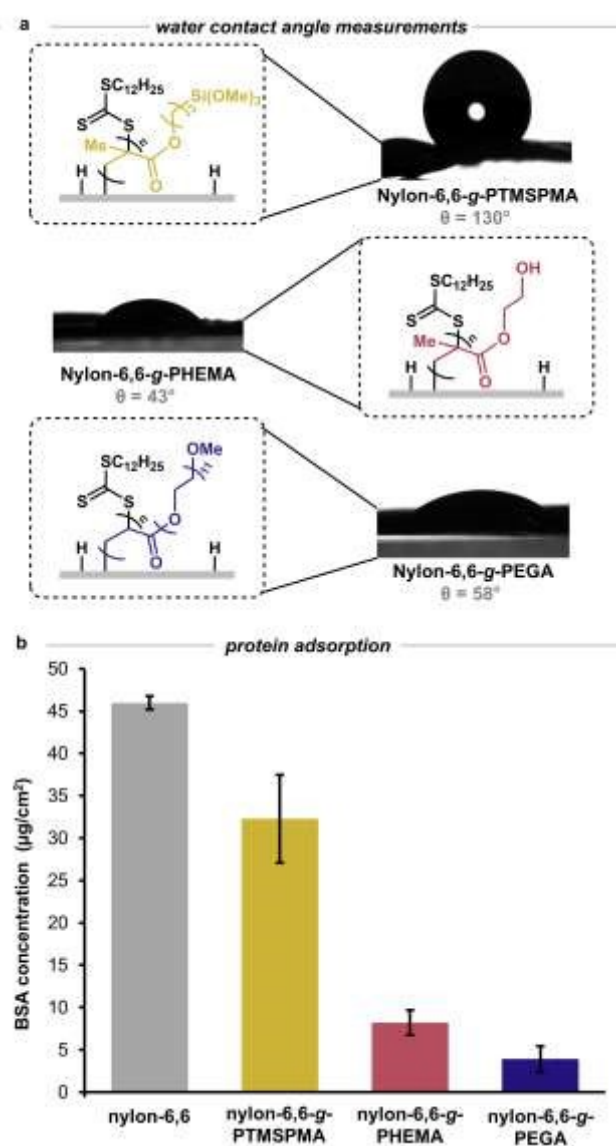 a
water contact angle measurements
SC₁₂H₂₅
S
S
Me
n
O
O
3
Si(OMe)₃
H
H
Nylon-6,6-g-PTMSPMA
θ = 130°
SC₁₂H₂₅
S
S
Me
n
O
O
OH
H
H
Nylon-6,6-g-PHEMA
θ = 43°
SC₁₂H₂₅
S
S
n
O
O
11
OMe
H
H
Nylon-6,6-g-PEGA
θ = 58°
b
protein adsorption
BSA concentration (µg/cm²)
50
45
40
35
30
25
20
15
10
5
0
nylon-6,6
nylon-6,6-g-
PTMSPMA
nylon-6,6-g-
PHEMA
nylon-6,6-g-
PEGA